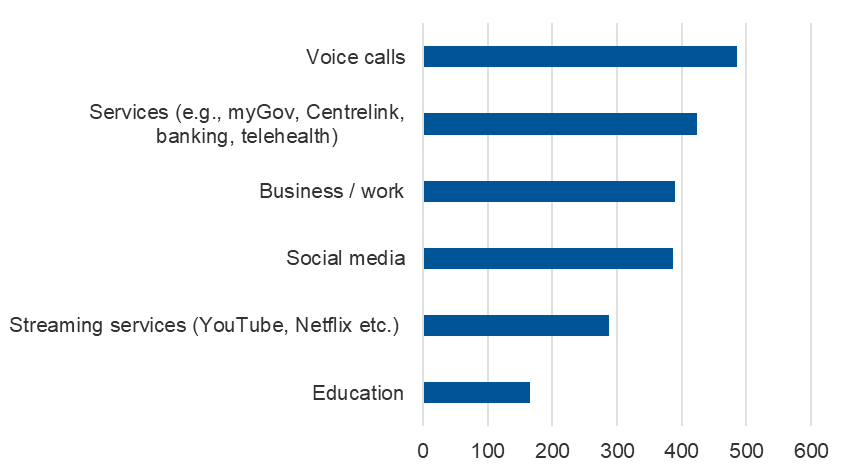 Voice calls
Services (e.g., myGov, Centrelink,
banking, telehealth)
Business / work
Social media
Streaming services (YouTube, Netflix etc.)
Education
0 100 200 300 400 500 600